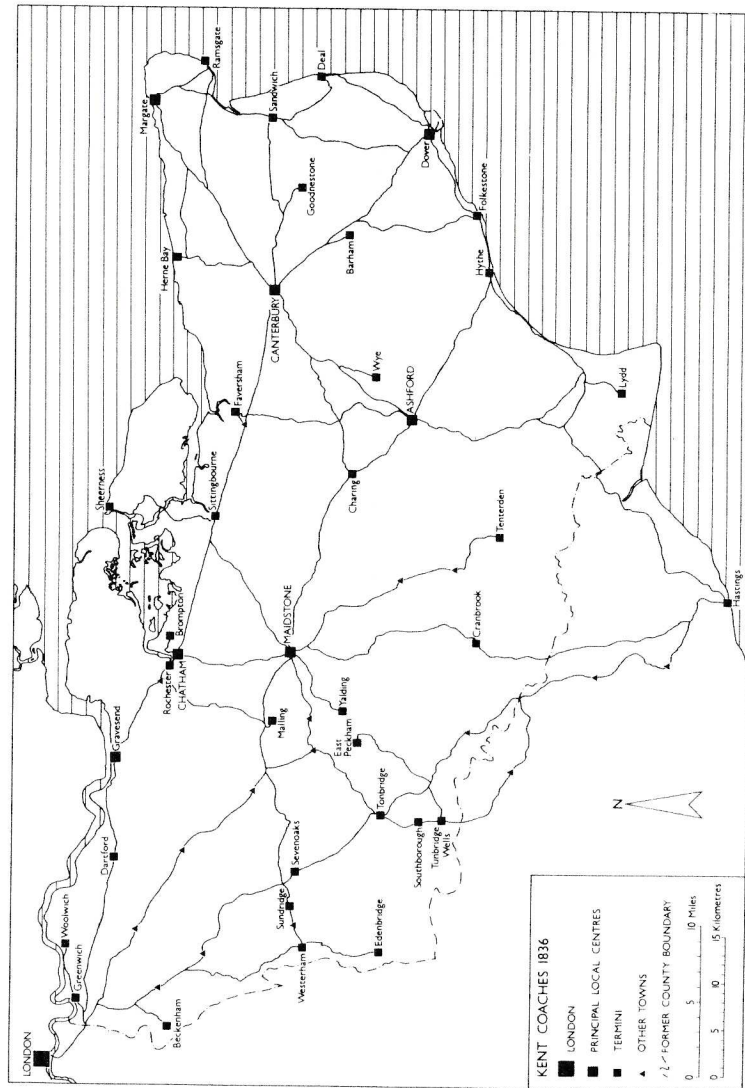 LONDON
Greenwich
Woolwich
Dartford
Gravesend
Beckenham
Rochester
CHATHAM
Brompton
Sheerness
Sittingbourne
Faversham
Herne Bay
Margate
Ramsgate
Sandwich
Deal
Goodnestone
CANTERBURY
Barham
Dover
Folkestone
Hythe
Wye
ASHFORD
Charing
Lydd
Tenterden
MAIDSTONE
Cranbrook
Hastings
Malling
Yalding
East
Peckham
Tonbridge
Sevenoaks
Sundridge
Westerham
Edenbridge
Southborough
Tunbridge
Wells
N
KENT COACHES 1836
LONDON
PRINCIPAL LOCAL CENTRES
TERMINI
OTHER TOWNS
FORMER COUNTY BOUNDARY
0 5 10 Miles
0 5 10 15 Kilometres